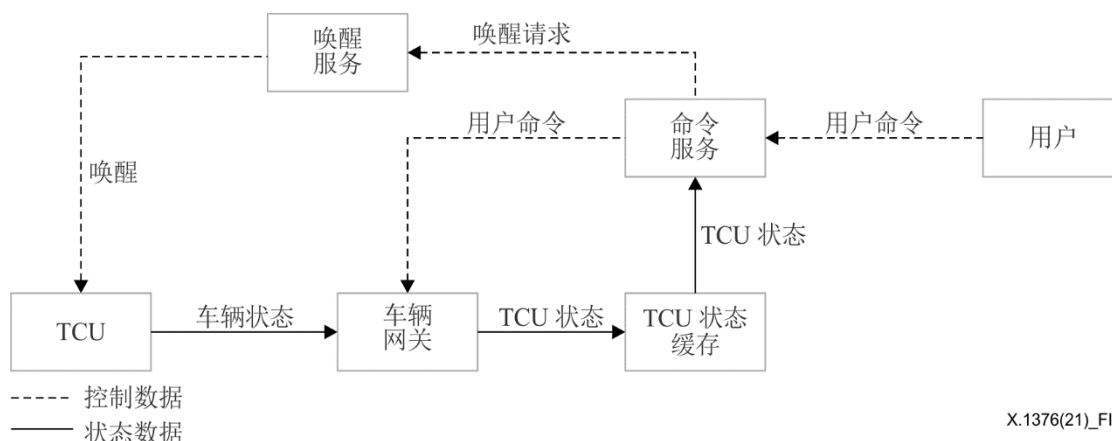 唤醒
服务
唤醒请求
用户命令
命令
服务
用户命令
用户
唤醒
TCU 状态
TCU
车辆状态
车辆
网关
TCU 状态
TCU 状态
缓存
控制数据
状态数据
X.1376(21)_FI